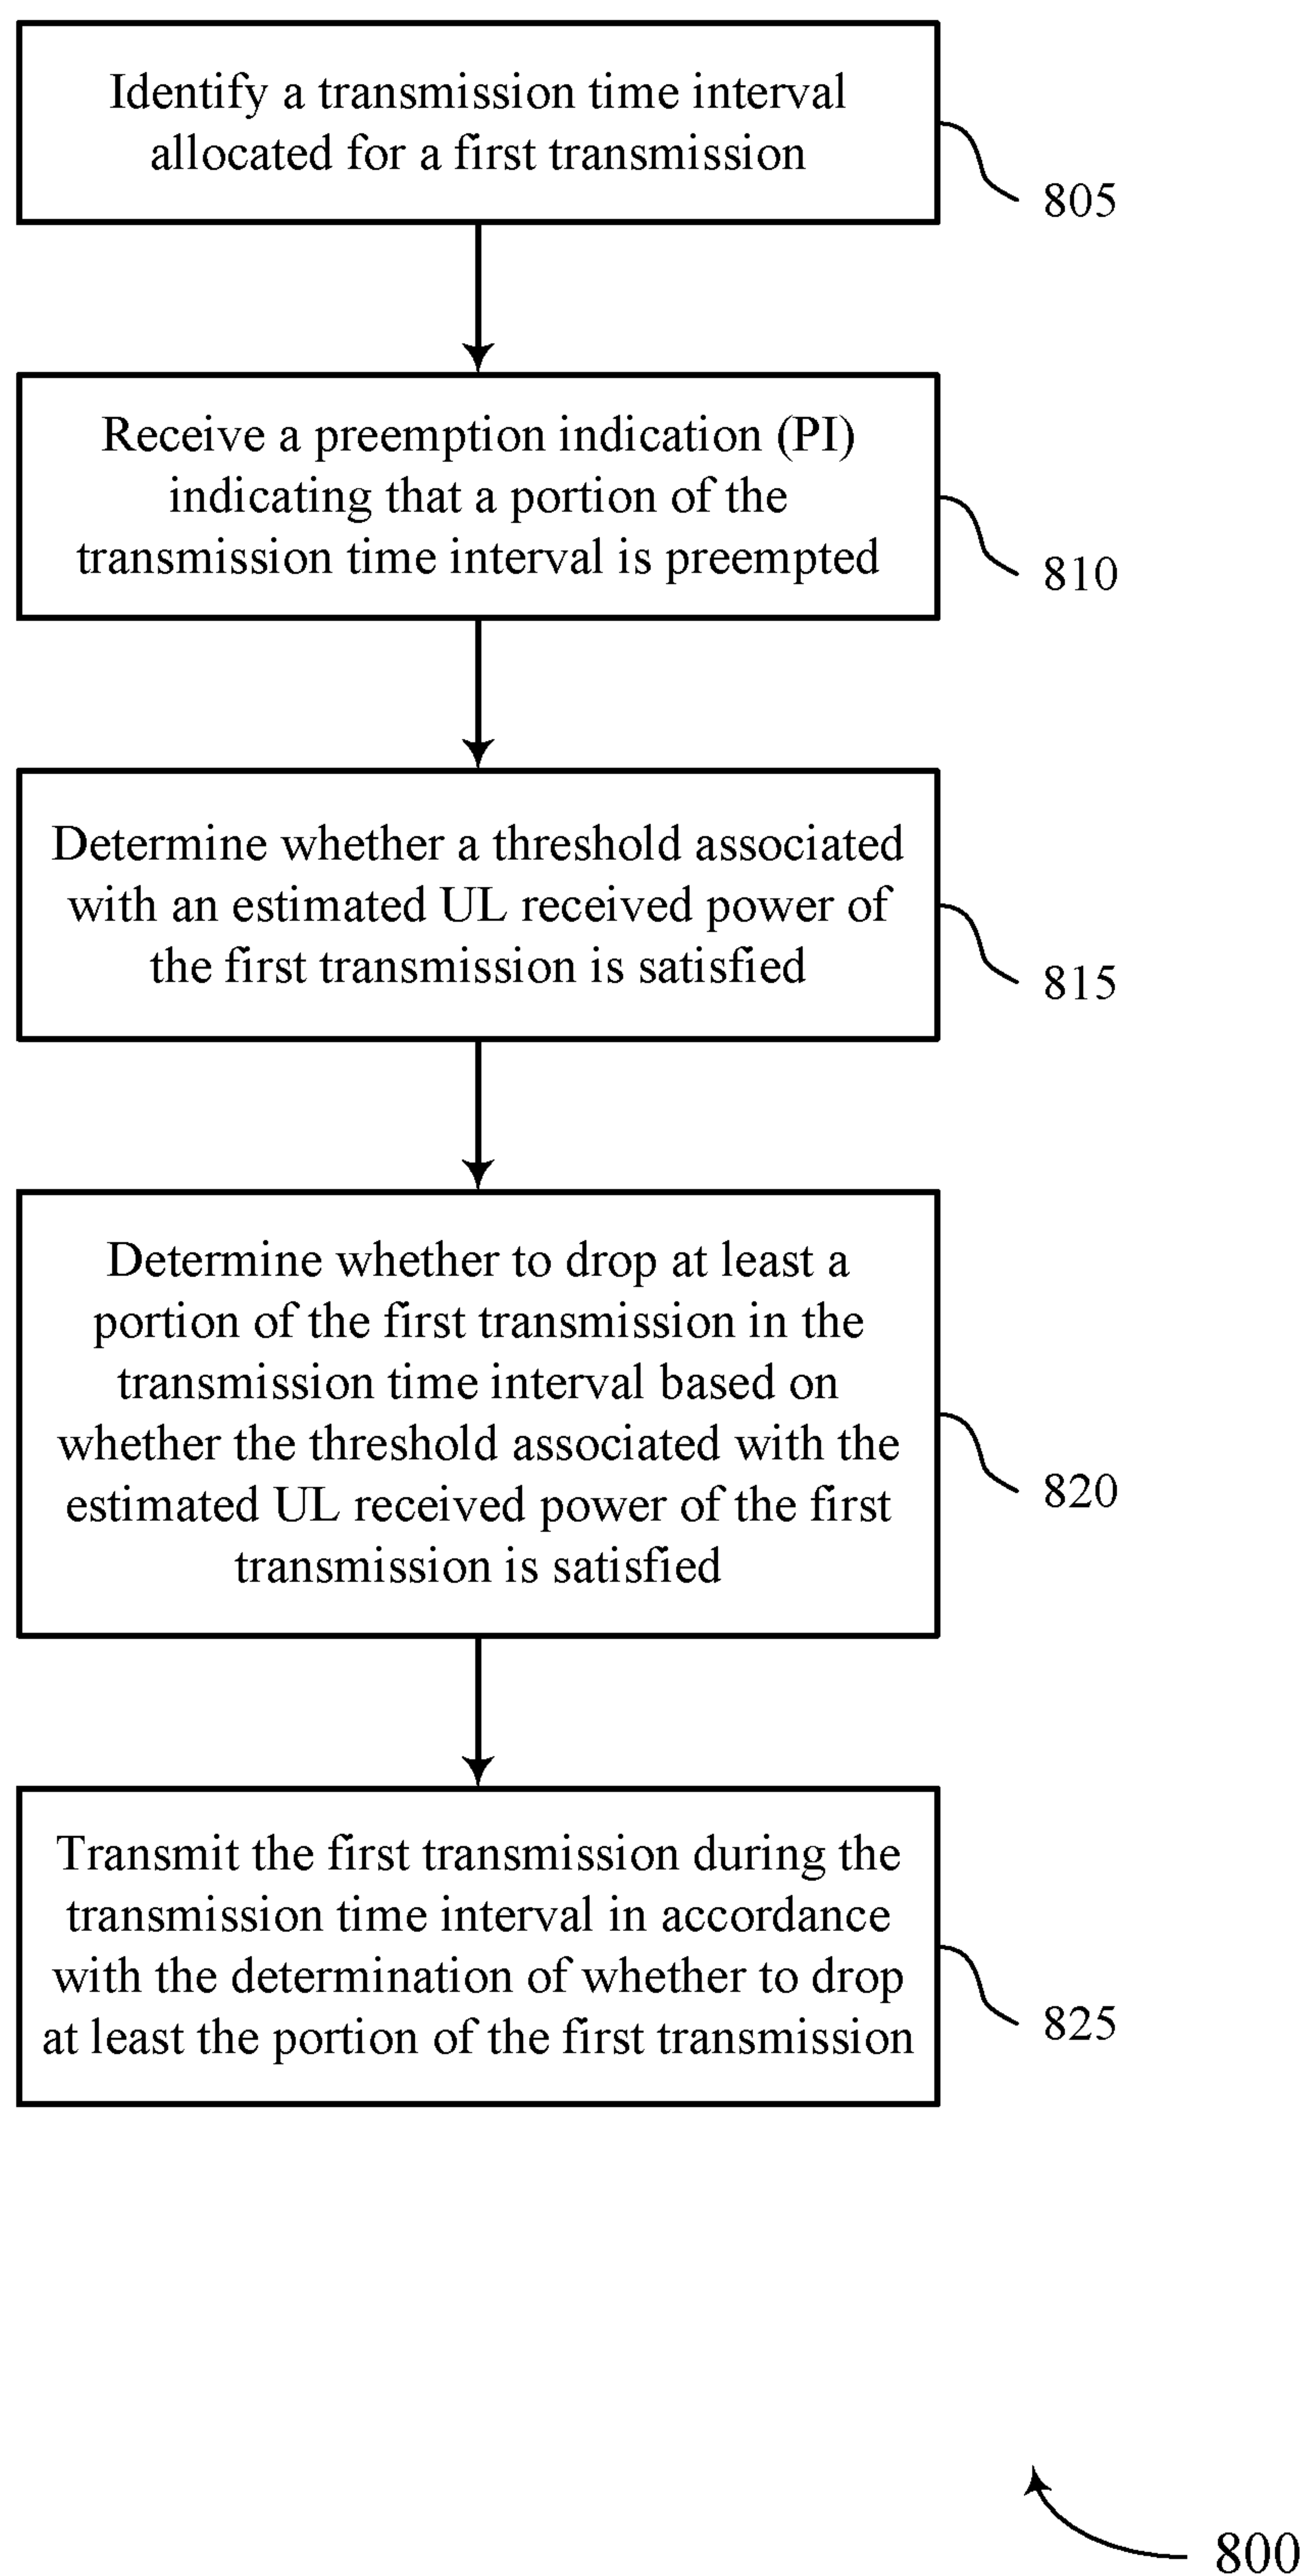 Identify a transmission time interval
allocated for a first transmission
805
Receive a preemption indication (PI)
indicating that a portion of the
transmission time interval is preempted
810
Determine whether a threshold associated
with an estimated UL received power of
the first transmission is satisfied
815
Determine whether to drop at least a
portion of the first transmission in the
transmission time interval based on
whether the threshold associated with the
estimated UL received power of the first
transmission is satisfied
820
Transmit the first transmission during the
transmission time interval in accordance
with the determination of whether to drop
at least the portion of the first transmission
825
800